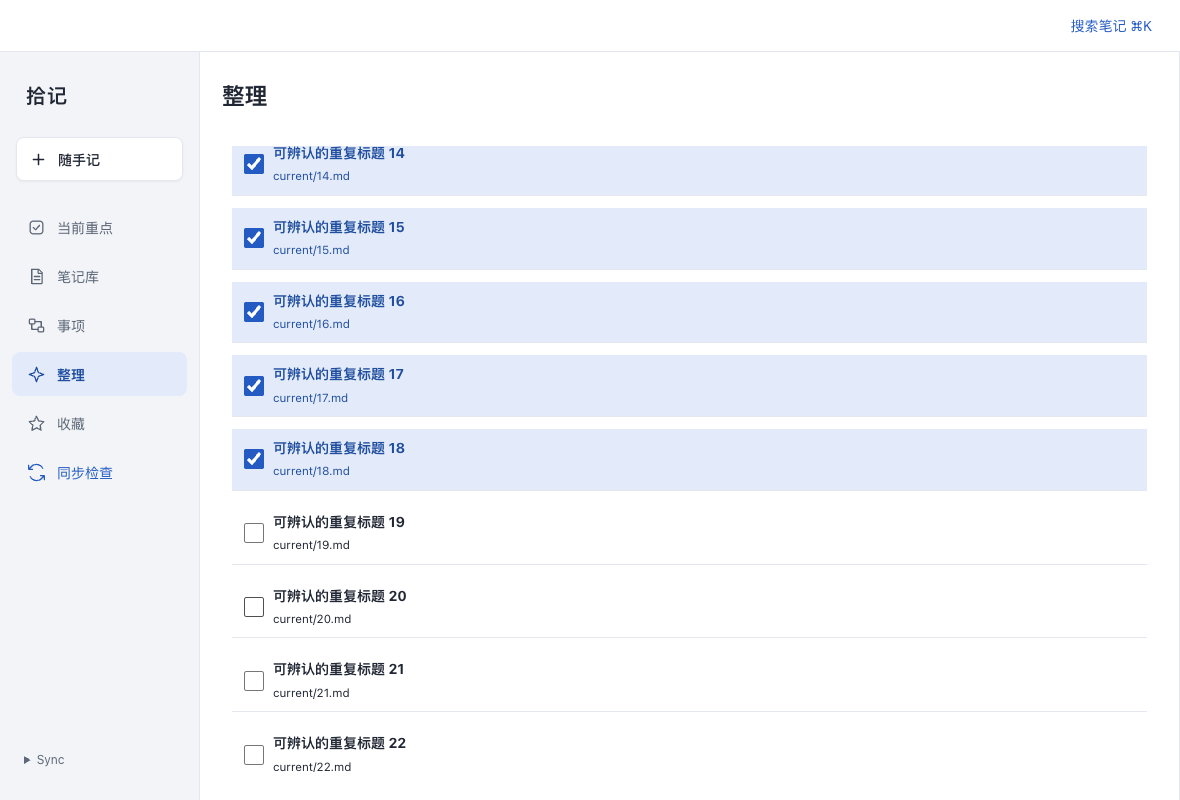 搜索笔记 ⌘K
拾记
整理
随手记
当前重点
笔记库
事项
整理
收藏
同步检查
Sync
可辨认的重复标题 14
current/14.md
可辨认的重复标题 15
current/15.md
可辨认的重复标题 16
current/16.md
可辨认的重复标题 17
current/17.md
可辨认的重复标题 18
current/18.md
可辨认的重复标题 19
current/19.md
可辨认的重复标题 20
current/20.md
可辨认的重复标题 21
current/21.md
可辨认的重复标题 22
current/22.md